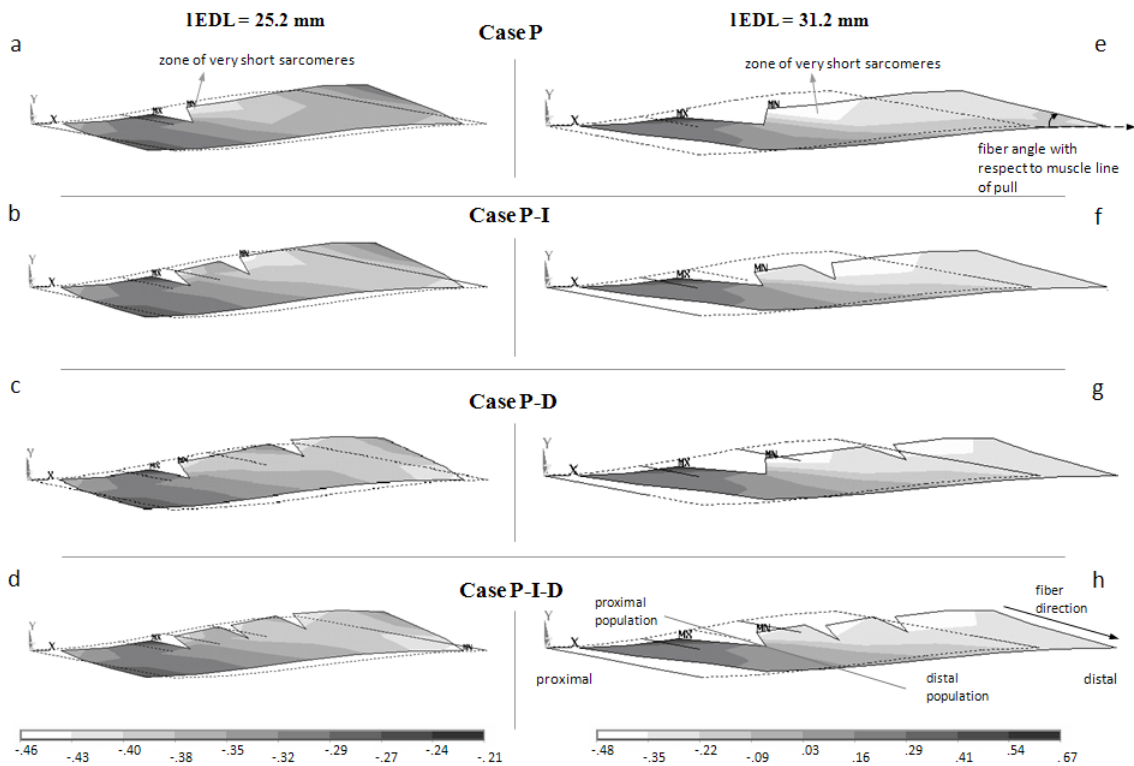 lEDL = 25.2 mm
lEDL = 31.2 mm
Case P
a
e
zone of very short sarcomeres
zone of very short sarcomeres
Y
X
MX
MN
Y
X
MX
MN
fiber angle with
respect to muscle line
of pull
b
Case P-I
f
Y
X
MX
MN
Y
X
MX
MN
c
Case P-D
g
Y
X
MX
MN
Y
X
MX
MN
d
Case P-I-D
h
proximal
population
fiber
direction
Y
X
MX
MN
Y
X
MX
MN
proximal
distal
population
distal
-.46 -.43 -.40 -.38 -.35 -.32 -.29 -.27 -.24 -.21
-.48 -.35 -.22 -.09 .03 .16 .29 .41 .54 .67